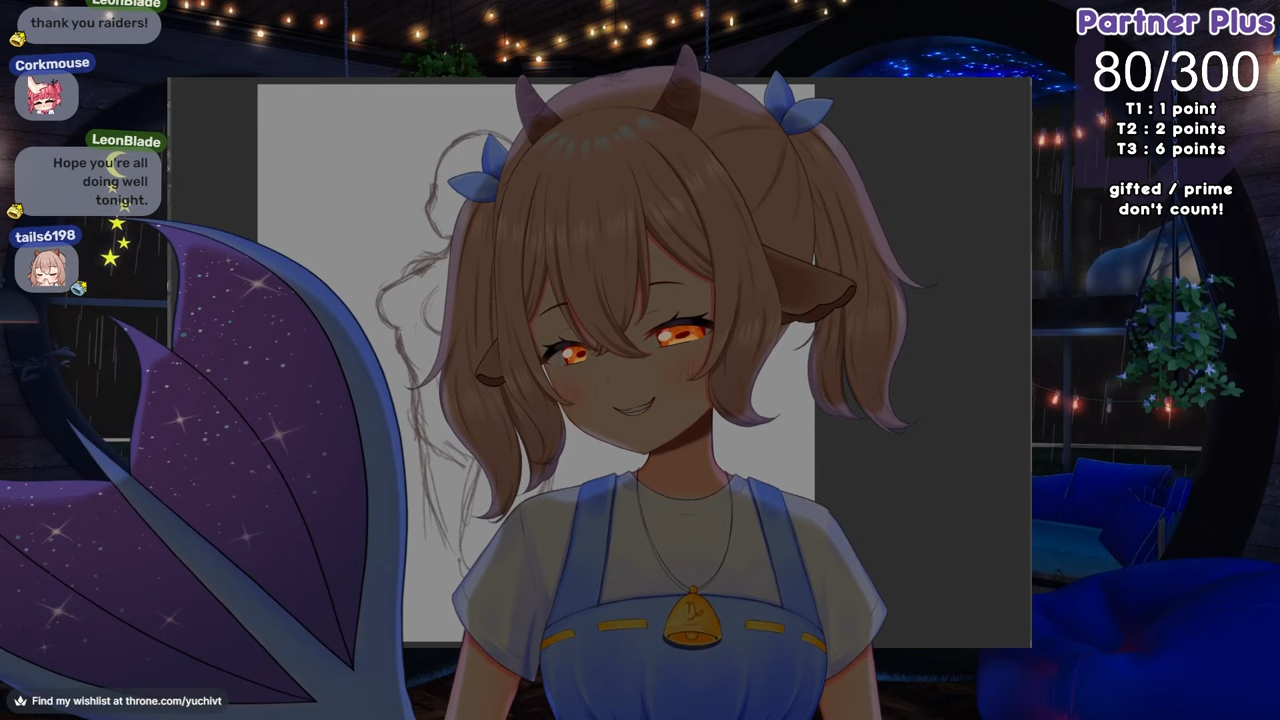 LeonBlade
thank you raiders!
Corkmouse
LeonBlade
Hope you're all
doing well
tonight.
tails6198
Partner Plus
80/300
T1 : 1 point
T2 : 2 points
T3 : 6 points
gifted / prime
don't count!
♑
Find my wishlist at throne.com/yuchivt